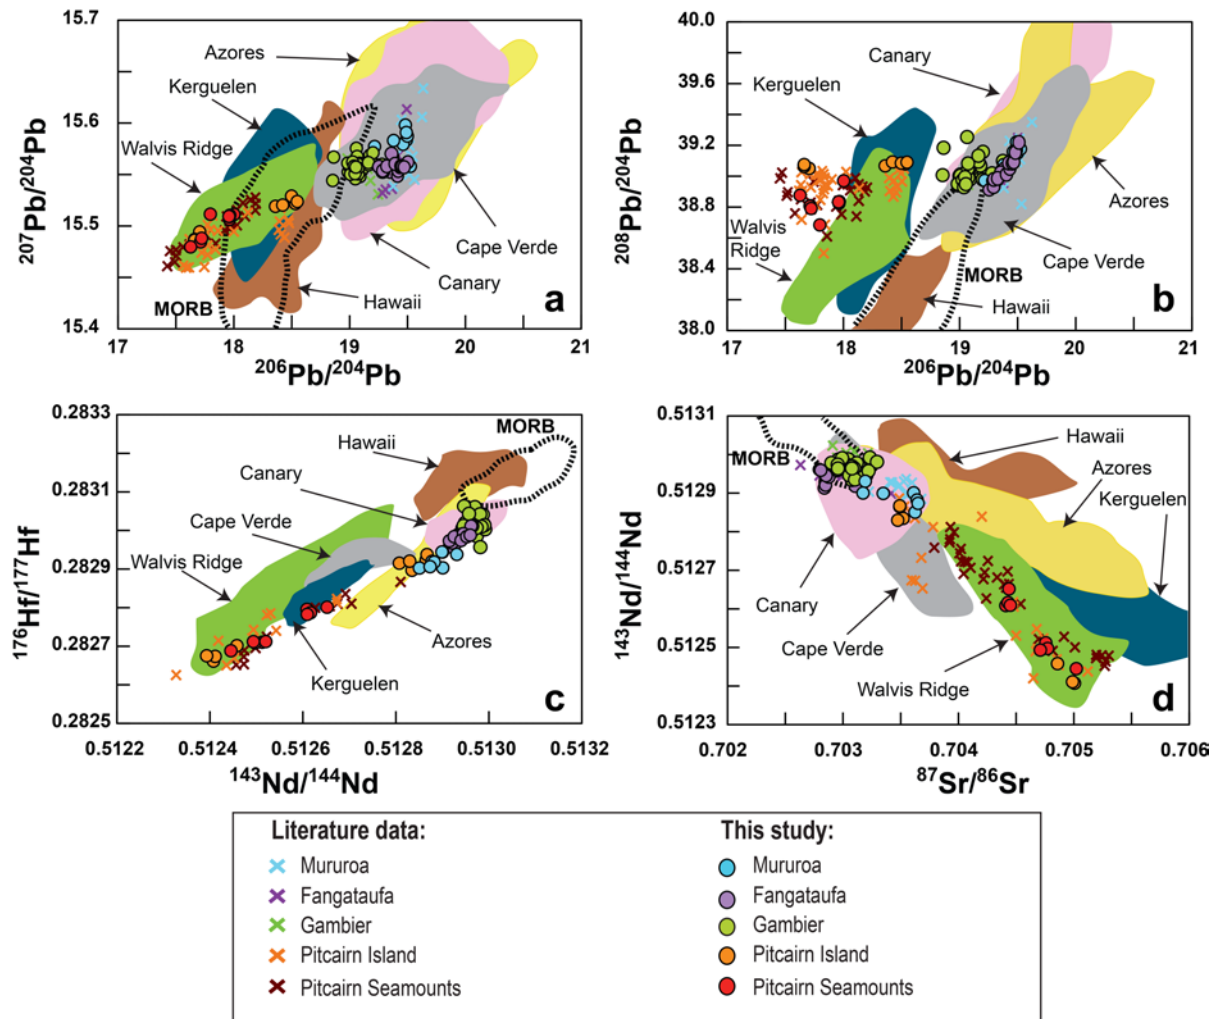 15.7
15.6
15.5
15.4
207Pb/204Pb
Azores
Kerguelen
Walvis Ridge
MORB
Hawaii
Canary
Cape Verde
a
17 18 19 20 21
206Pb/204Pb
40.0
39.6
39.2
38.8
38.4
38.0
208Pb/204Pb
Canary
Kerguelen
Walvis
Ridge
MORB
Hawaii
Cape Verde
Azores
b
17 18 19 20 21
206Pb/204Pb
0.2833
0.2831
0.2829
0.2827
0.2825
176Hf/177Hf
MORB
Hawaii
Canary
Cape Verde
Walvis Ridge
Azores
Kerguelen
c
0.5122 0.5124 0.5126 0.5128 0.5130 0.5132
143Nd/144Nd
0.5131
0.5129
0.5127
0.5125
0.5123
143Nd/144Nd
MORB
Hawaii
Azores
Kerguelen
Canary
Cape Verde
Walvis Ridge
d
0.702 0.703 0.704 0.705 0.706
87Sr/86Sr
Literature data:
Mururoa
Fangataufa
Gambier
Pitcairn Island
Pitcairn Seamounts
This study:
Mururoa
Fangataufa
Gambier
Pitcairn Island
Pitcairn Seamounts